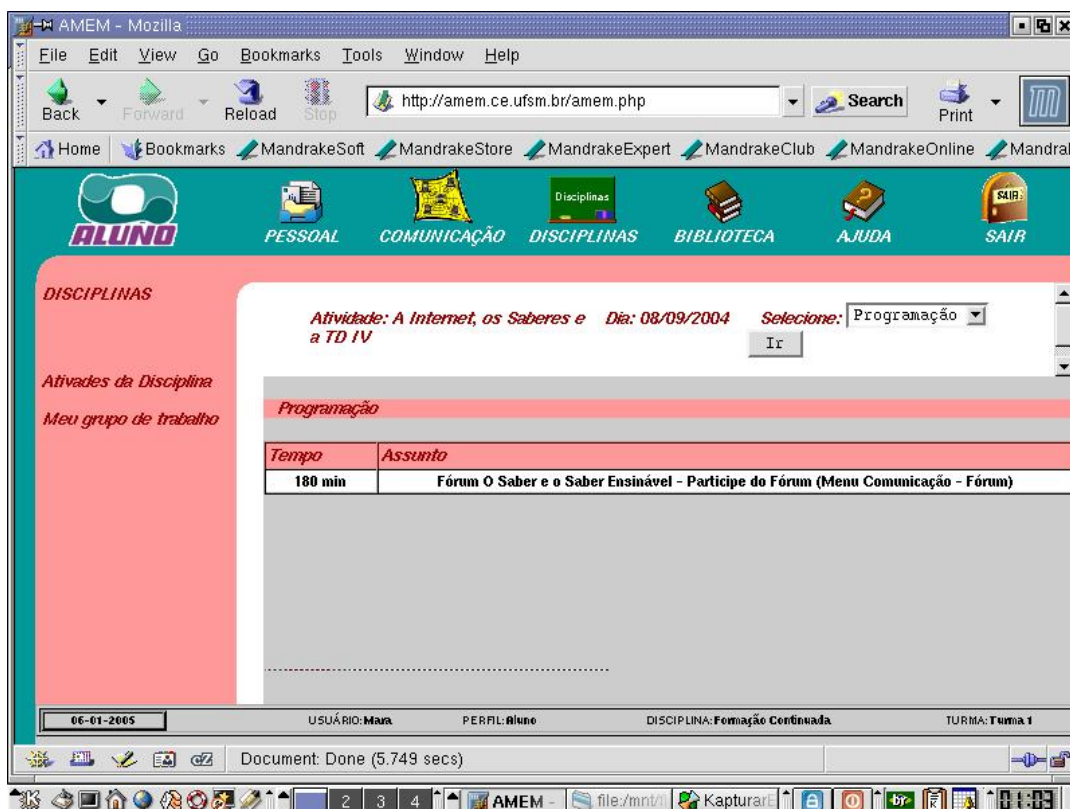 AMEM - Mozilla
File Edit View Go Bookmarks Tools Window Help
Back Forward Reload Stop http://amem.ce.ufsm.br/amem.php Search Print
Home Bookmarks MandrakeSoft MandrakeStore MandrakeExpert MandrakeClub MandrakeOnline Mandral
Disciplinas SAIR
ALUNO PESSOAL COMUNICAÇÃO DISCIPLINAS BIBLIOTECA AJUDA SAIR
DISCIPLINAS
Atividade: A Internet, os Saberes e Dia: 08/09/2004 Selecione: Programação
a TD IV Ir
Ativades da Disciplina
Meu grupo de trabalho
Programação
Tempo Assunto
180 min Fórum O Saber e o Saber Ensinável - Participe do Fórum (Menu Comunicação - Fórum)
06-01-2005 USUÁRIO: Mara PERFIL: Aluno DISCIPLINA: Formação Continuada TURMA: Turma 1
Document: Done (5.749 secs)
2 3 4 AMEM - file:/mnt/ KapturarE br 01:03